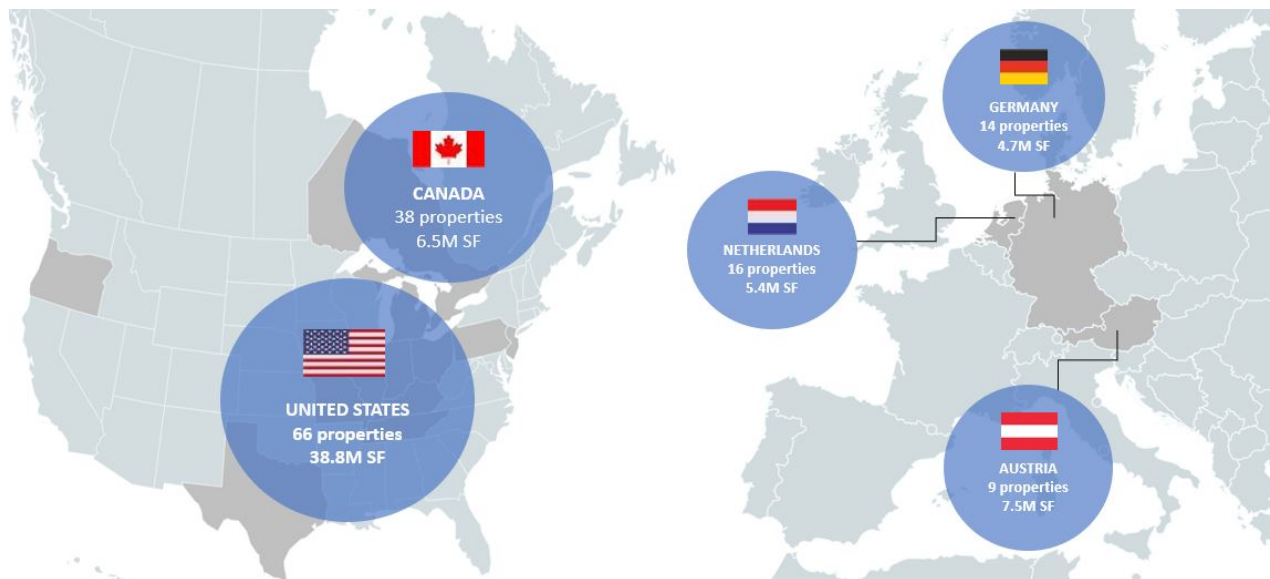 CANADA
38 properties
6.5M SF
UNITED STATES
66 properties
38.8M SF
GERMANY
14 properties
4.7M SF
NETHERLANDS
16 properties
5.4M SF
AUSTRIA
9 properties
7.5M SF